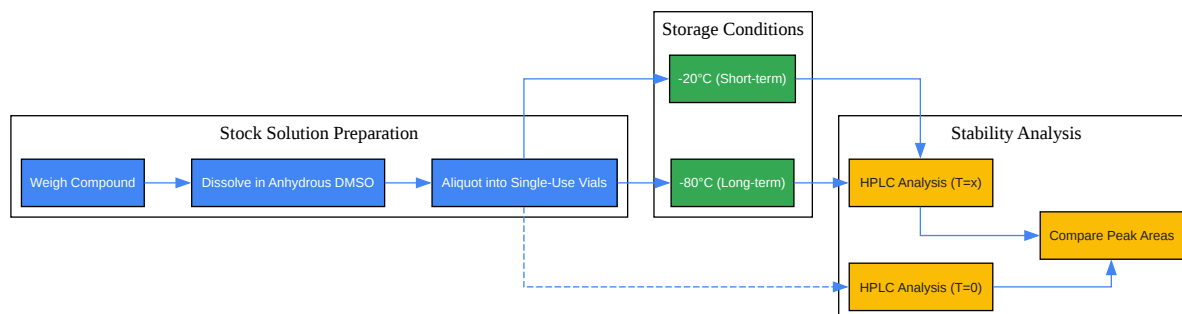 Storage Conditions
-20°C (Short-term)
Stock Solution Preparation
Stability Analysis
Weigh Compound
Dissolve in Anhydrous DMSO
Aliquot into Single-Use Vials
-80°C (Long-term)
HPLC Analysis (T=x)
Compare Peak Areas
HPLC Analysis (T=0)